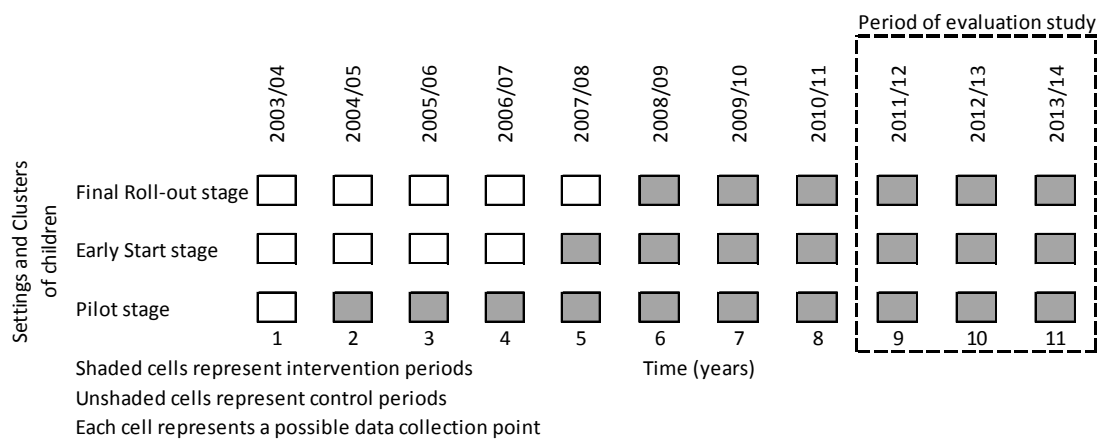 Period of evaluation study
2003/04
2004/05
2005/06
2006/07
2007/08
2008/09
2009/10
2010/11
2011/12
2012/13
2013/14
Settings and Clusters
of children
Final Roll-out stage
Early Start stage
Pilot stage
1 2 3 4 5 6 7 8 9 10 11
Shaded cells represent intervention periods
Time (years)
Unshaded cells represent control periods
Each cell represents a possible data collection point